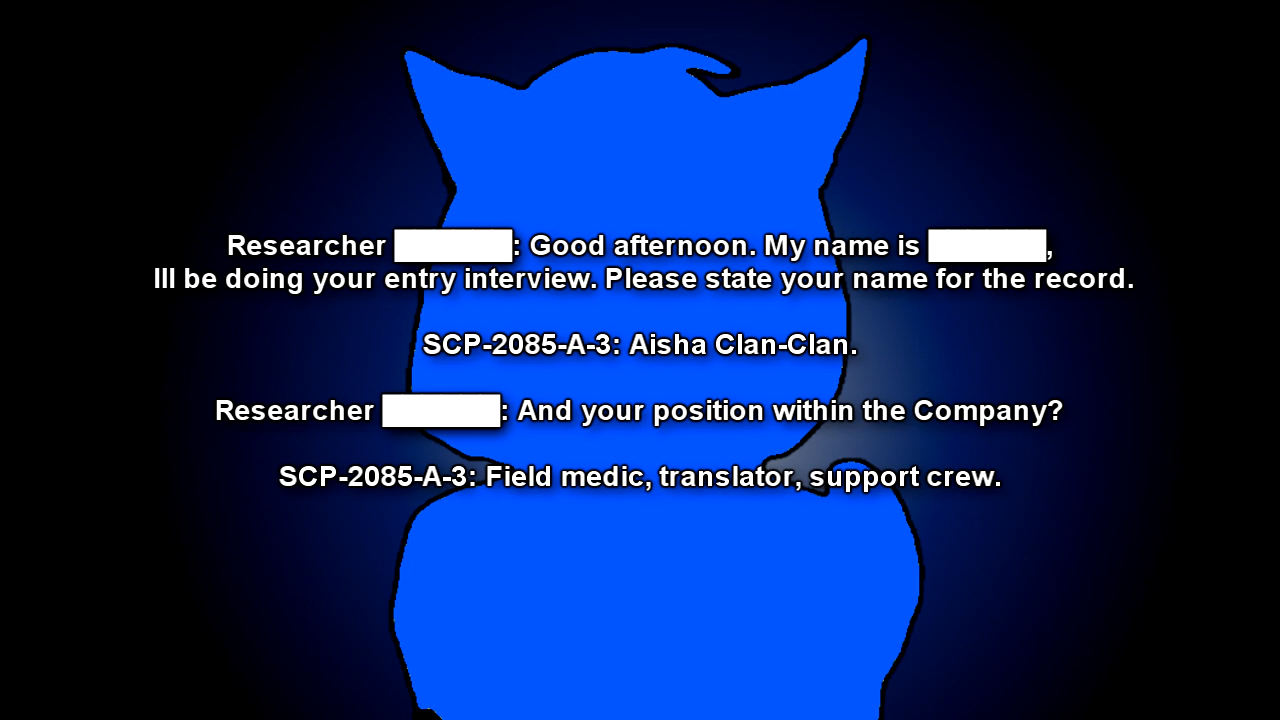 Researcher ██████: Good afternoon. My name is ██████,
Ill be doing your entry interview. Please state your name for the record.
SCP-2085-A-3: Aisha Clan-Clan.
Researcher ██████: And your position within the Company?
SCP-2085-A-3: Field medic, translator, support crew.